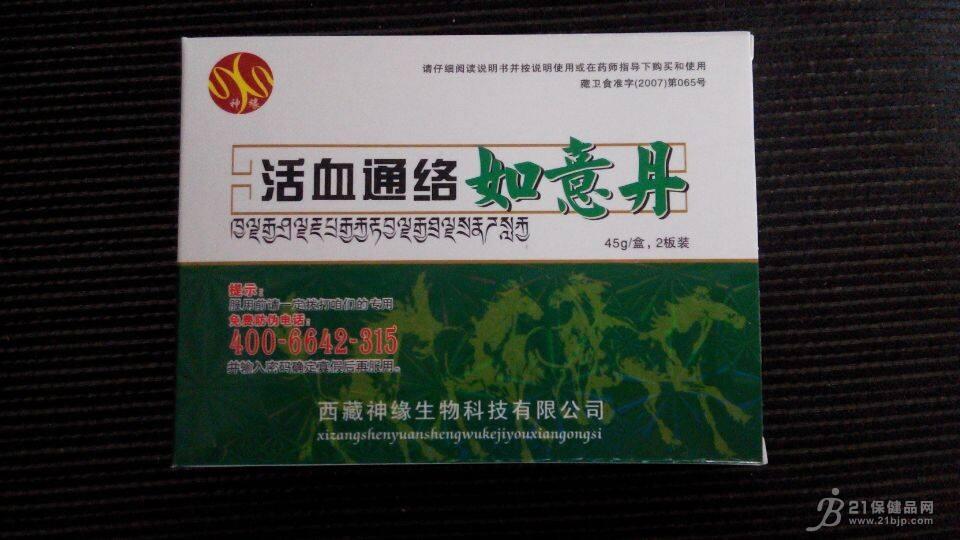 神缘
请仔细阅读说明书并按说明使用或在药师指导下购买和使用
藏卫食准字(2007)第065号
活血通络如意丹
45g/盒，2板装
提示：
服用前请一定拨打咱们的专用
免费防伪电话：
400-6642-315
并输入密码确定真假后再服用。
西藏神缘生物科技有限公司
xizangshenyuanshengwukejiyouxiangongsi
21保健品网
www.21bjp.com